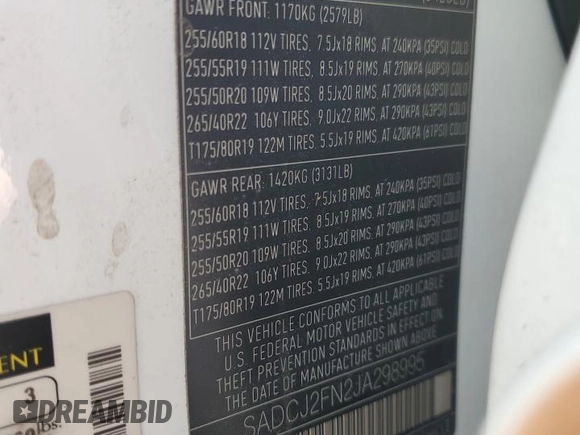 GAWR FRONT: 1170KG (2579LB)
255/60R18 112V TIRES, 7.5Jx18 RIMS, AT 240KPA (35PSI) COLD
255/55R19 111W TIRES, 8.5Jx19 RIMS, AT 270KPA (40PSI) COLD
255/50R20 109W TIRES, 8.5Jx20 RIMS, AT 290KPA (43PSI) COLD
265/40R22 106Y TIRES, 9.0Jx22 RIMS, AT 290KPA (43PSI) COLD
T175/80R19 122M TIRES, 5.5Jx19 RIMS, AT 420KPA (61PSI) COLD
GAWR REAR: 1420KG (3131LB)
255/60R18 112V TIRES, 7.5Jx18 RIMS, AT 240KPA (35PSI) COLD
255/55R19 111W TIRES, 8.5Jx19 RIMS, AT 270KPA (40PSI) COLD
255/50R20 109W TIRES, 8.5Jx20 RIMS, AT 290KPA (43PSI) COLD
265/40R22 106Y TIRES, 9.0Jx22 RIMS, AT 290KPA (43PSI) COLD
T175/80R19 122M TIRES, 5.5Jx19 RIMS, AT 420KPA (61PSI) COLD
THIS VEHICLE CONFORMS TO ALL APPLICABLE
U.S. FEDERAL MOTOR VEHICLE SAFETY AND
THEFT PREVENTION STANDARDS IN EFFECT ON THE
DATE OF MANUFACTURE SHOWN ABOVE
SADCJ2FN2JA298995
ENT
3
lbs.
FREEDOMBID